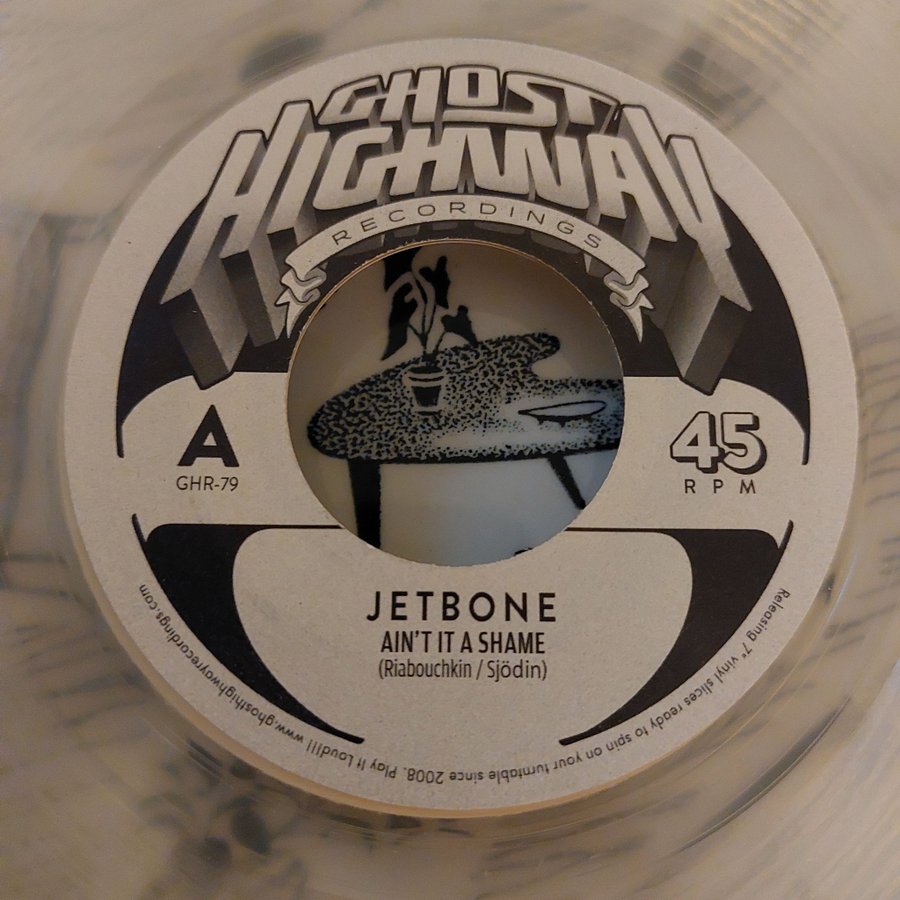 GHOST
HIGHWAY
RECORDINGS
A
GHR-79
45
RPM
JETBONE
AIN'T IT A SHAME
(Riabouchkin / Sjödin)
Releasing 7" vinyl slices ready to spin on your turntable since 2008. Play It Loud!!! www.ghosthighwayrecordings.com